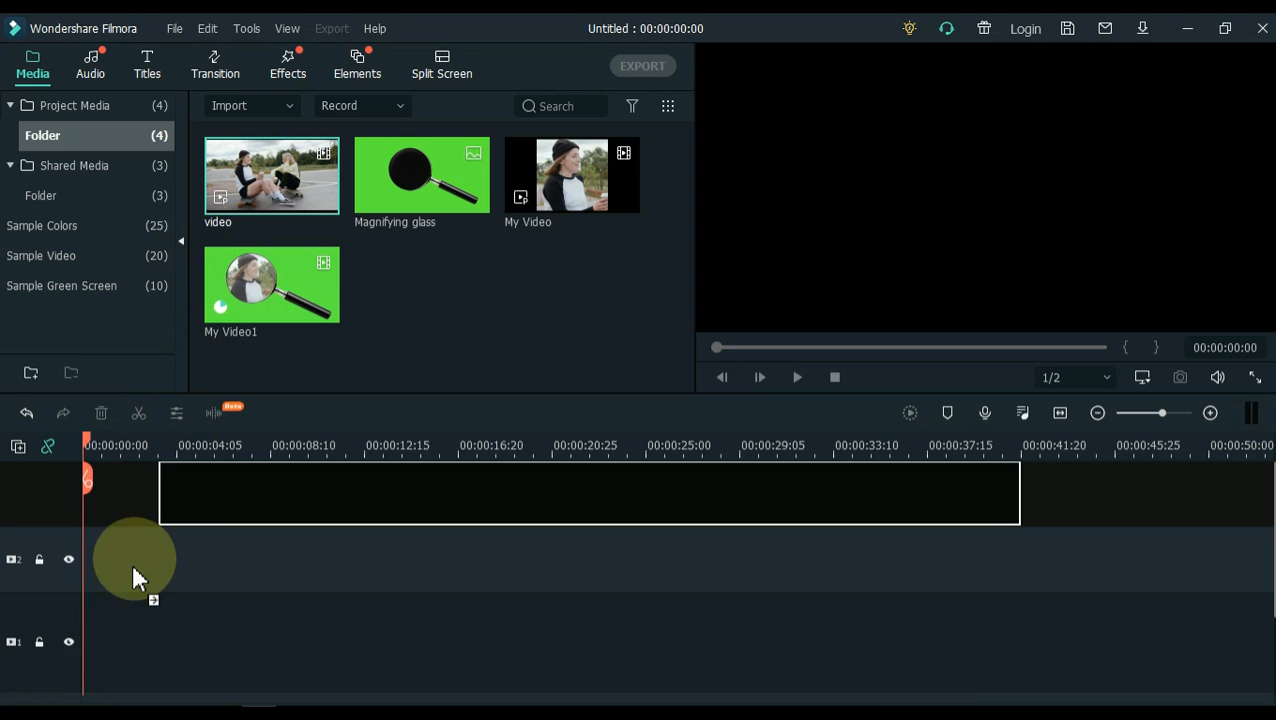 Wondershare Filmora File Edit Tools View Export Help Untitled : 00:00:00:00 Login
Media Audio Titles Transition Effects Elements Split Screen EXPORT
Project Media (4) Import Record Search
Folder (4)
Shared Media (3)
Folder (3)
Sample Colors (25)
Sample Video (20)
Sample Green Screen (10)
video Magnifying glass My Video
My Video1
{ } 00:00:00:00
1/2
Beta
00:00:00:00 00:00:04:05 00:00:08:10 00:00:12:15 00:00:16:20 00:00:20:25 00:00:25:00 00:00:29:05 00:00:33:10 00:00:37:15 00:00:41:20 00:00:45:25 00:00:50:00
2
1